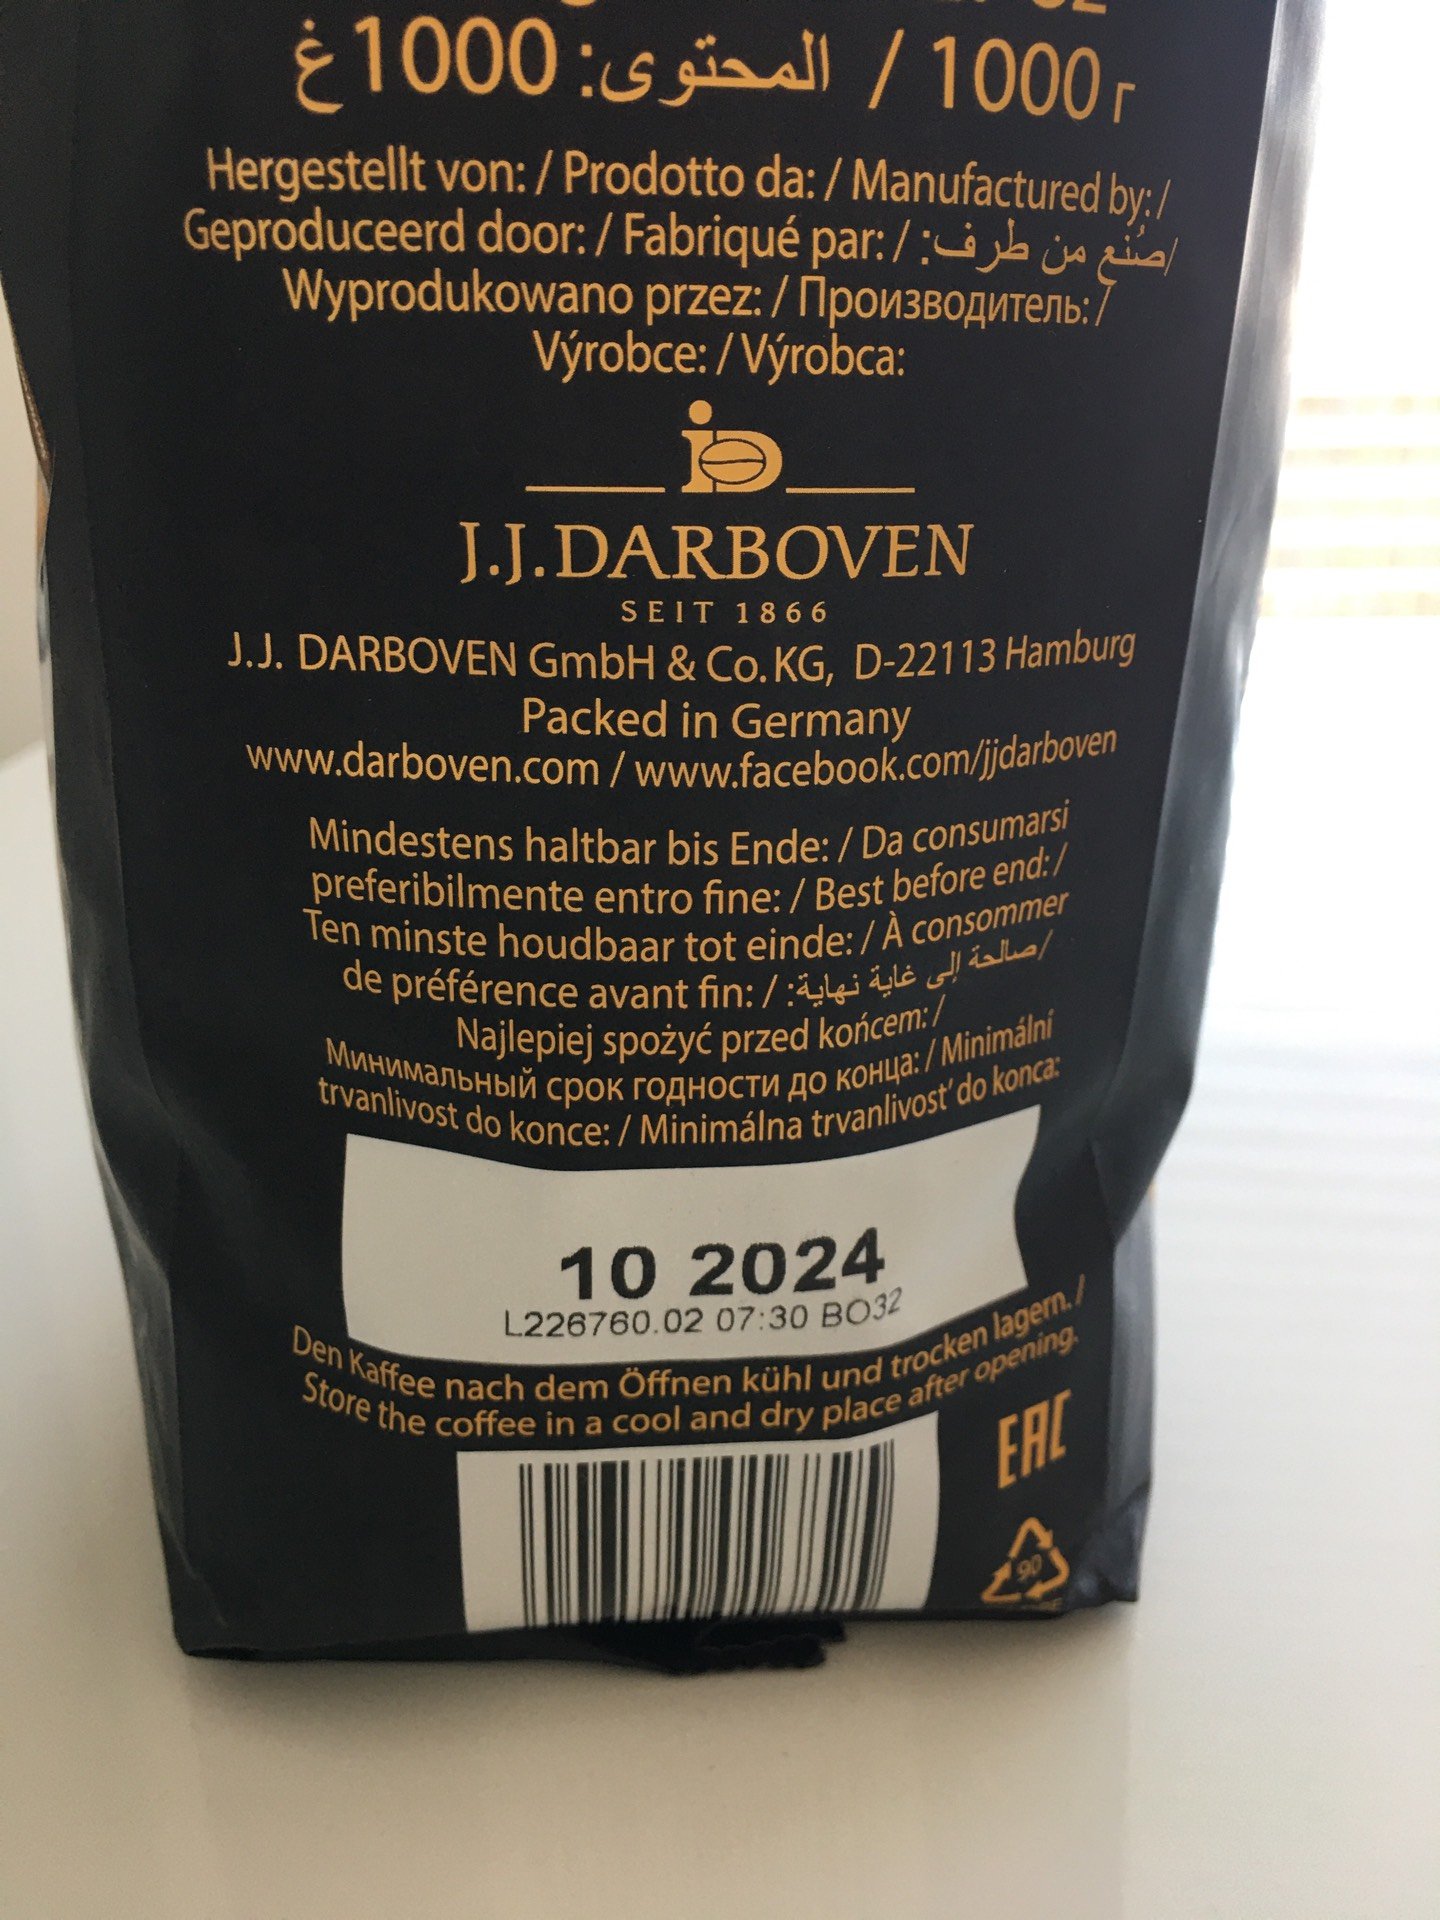 المحتوى: 1000غ / 1000 г
Hergestellt von: / Prodotto da: / Manufactured by: /
Geproduceerd door: / Fabriqué par: / صُنع من طرف: /
Wyprodukowano przez: / Производитель: /
Výrobce: / Výrobca:
J.J.DARBOVEN
SEIT 1866
J.J. DARBOVEN GmbH & Co. KG, D-22113 Hamburg
Packed in Germany
www.darboven.com / www.facebook.com/jjdarboven
Mindestens haltbar bis Ende: / Da consumarsi
preferibilmente entro fine: / Best before end: /
Ten minste houdbaar tot einde: / À consommer
de préférence avant fin: / صالحة إلى غاية نهاية: /
Najlepiej spożyć przed końcem: /
Минимальный срок годности до конца: / Minimální
trvanlivost do konce: / Minimálna trvanlivost' do konca:
10 2024
L226760.02 07:30 BO32
Den Kaffee nach dem Öffnen kühl und trocken lagern. /
Store the coffee in a cool and dry place after opening.
EAC
90